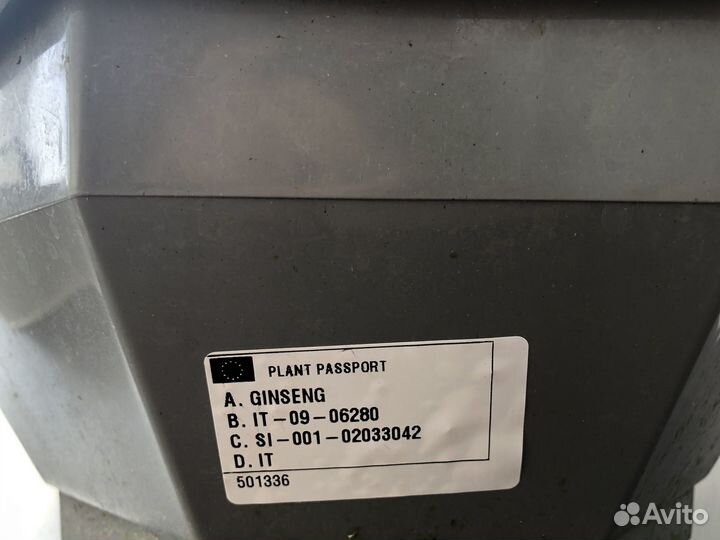 PLANT PASSPORT
A. GINSENG
B. IT-09-06280
C. SI-001-02033042
D. IT
501336
Avito